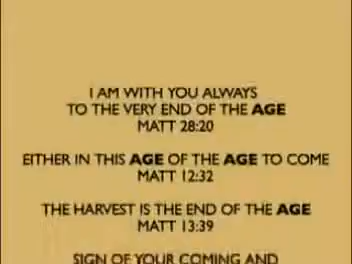 I AM WITH YOU ALWAYS
TO THE VERY END OF THE AGE
MATT 28:20
EITHER IN THIS AGE OF THE AGE TO COME
MATT 12:32
THE HARVEST IS THE END OF THE AGE
MATT 13:39
SIGN OF YOUR COMING AND